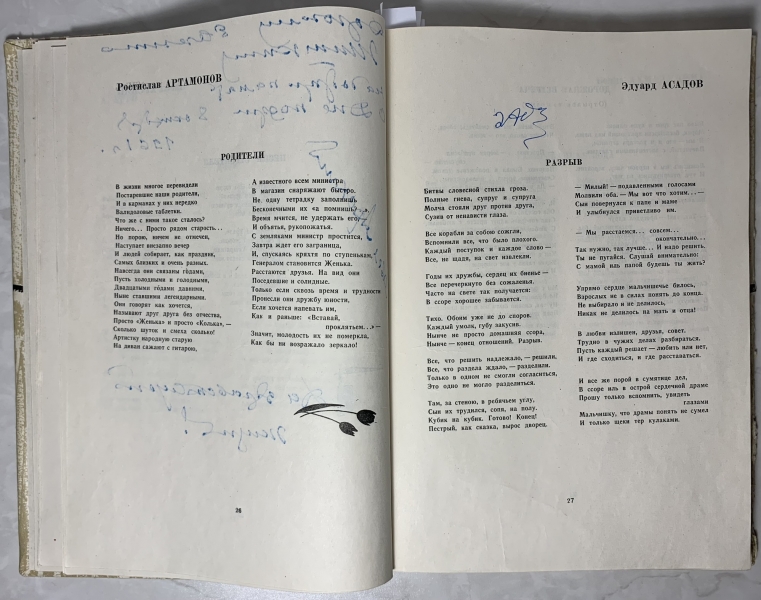 Ростислав АРТАМОНОВ
РОДИТЕЛИ
В жизни многое перевидели
Постаревшие наши родители,
И в карманах у них нередко
Валидоловые таблетки.
Что же с ними такое сталось?
Ничего... Просто рядом старость...
Но порою, ничем не отмечен,
Наступает внезапно вечер
И людей собирает, как праздник,
Самых близких и очень разных.
Навсегда они связаны годами,
Пусть холодными и голодными,
Двадцатыми годами давними,
Ныне ставшими легендарными.
Они говорят как хочется,
Называют друг друга без отчества,
Просто «Женька» и просто «Колька», —
Сколько шуток и смеха сколько!
Артистку народную старую
На диван сажают с гитарою,
А известного всем министра
В магазин снаряжают быстро.
Не одну тетрадку заполнишь
Бесконечными их «а помнишь»
Время мчится, не удержать его,
И объятья, рукопожатья.
С земляками министр простится,
Завтра ждет его заграница,
И, спускаясь кряхтя по ступенькам,
Генералом становится Женька.
Расстаются друзья. На вид они
Поседевшие и солидные.
Только если сквозь время и трудности
Пронесли они дружбу юности,
Если хочется напевать им,
Как и раньше: «Вставай,
проклятьем...» —
Значит, молодость их не померкла,
Как бы ни возражало зеркало!
26
Эдуард АСАДОВ
РАЗРЫВ
Битвы словесной стихла гроза.
Полные гнева, супруг и супруга
Молча стояли друг против друга,
Сузив от ненависти глаза.
Все корабли за собою сожгли,
Вспомнили все, что было плохого.
Каждый поступок и каждое слово —
Все, не щадя, на свет извлекли.
Годы их дружбы, сердец их биенье —
Все перечеркнуто без сожаленья.
Часто на свете так получается:
В ссоре хорошее забывается.
Тихо. Обоим уже не до споров.
Каждый умолк, губу закусив.
Нынче не просто домашняя ссора,
Нынче — конец отношений. Разрыв.
Все, что решить надлежало, — решили,
Все, что раздела ждало, — разделили.
Только в одном не смогли согласиться,
Это одно не могло разделиться.
Там, за стеною, в ребячьем углу,
Сын их трудился, сопя, на полу.
Кубик на кубик. Готово! Конец!
Пестрый, как сказка, вырос дворец.
— Милый! — подавленными голосами
Молвили оба. — Мы вот что хотим... —
Сын повернулся к папе и маме
И улыбнулся приветливо им.
— Мы расстаемся... совсем...
окончательно...
Так нужно, так лучше... И надо решить.
Ты не пугайся. Слушай внимательно:
С мамой иль папой будешь ты жить?
Упрямо сердце мальчишечье билось,
Взрослых не в силах понять до конца.
Не выбирало и не делилось,
Никак не делилось на мать и отца!
В любви излишен, друзья, совет.
Трудно в чужих делах разбираться.
Пусть каждый решает — любить или нет,
И где сходиться, и где расставаться.
И все же порой в сумятице дел,
В ссоре иль в острой сердечной драме
Прошу только вспомнить, увидеть
глазами
Мальчишку, что драмы понять не сумел
И только щеки тер кулаками.
27